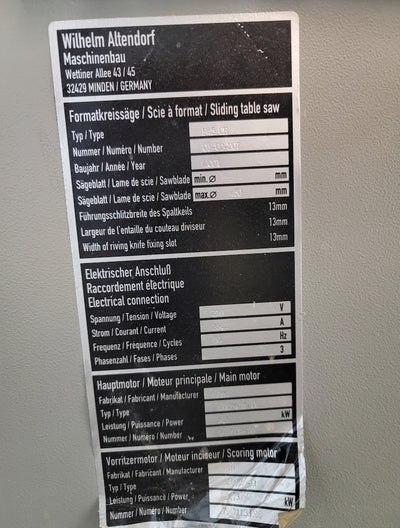 Wilhelm Altendorf
Maschinenbau
Wettiner Allee 43 / 45
32429 MINDEN / GERMANY
Formatkreissäge / Scie à format / Sliding table saw
Typ / Type
Nummer / Numéro / Number
Baujahr / Année / Year
Sägeblatt / Lame de scie / Sawblade min. ø mm
Sägeblatt / Lame de scie / Sawblade max. ø mm
Führungsschlitzbreite des Spaltkeils 13mm
Largeur de l'entaille du couteau diviseur 13mm
Width of riving knife fixing slot 13mm
Elektrischer Anschluß
Raccordement électrique
Electrical connection
Spannung / Tension / Voltage V
Strom / Courant / Current A
Frequenz / Fréquence / Cycles Hz
Phasenzahl / Fases / Phases 3
Hauptmotor / Moteur principale / Main motor
Fabrikat / Fabricant / Manufacturer
Typ / Type
Leistung / Puissance / Power kW
Nummer / Numéro / Number
Vorritzermotor / Moteur inciseur / Scoring motor
Fabrikat / Fabricant / Manufacturer
Typ / Type
Leistung / Puissance / Power kW
Nummer / Numéro / Number